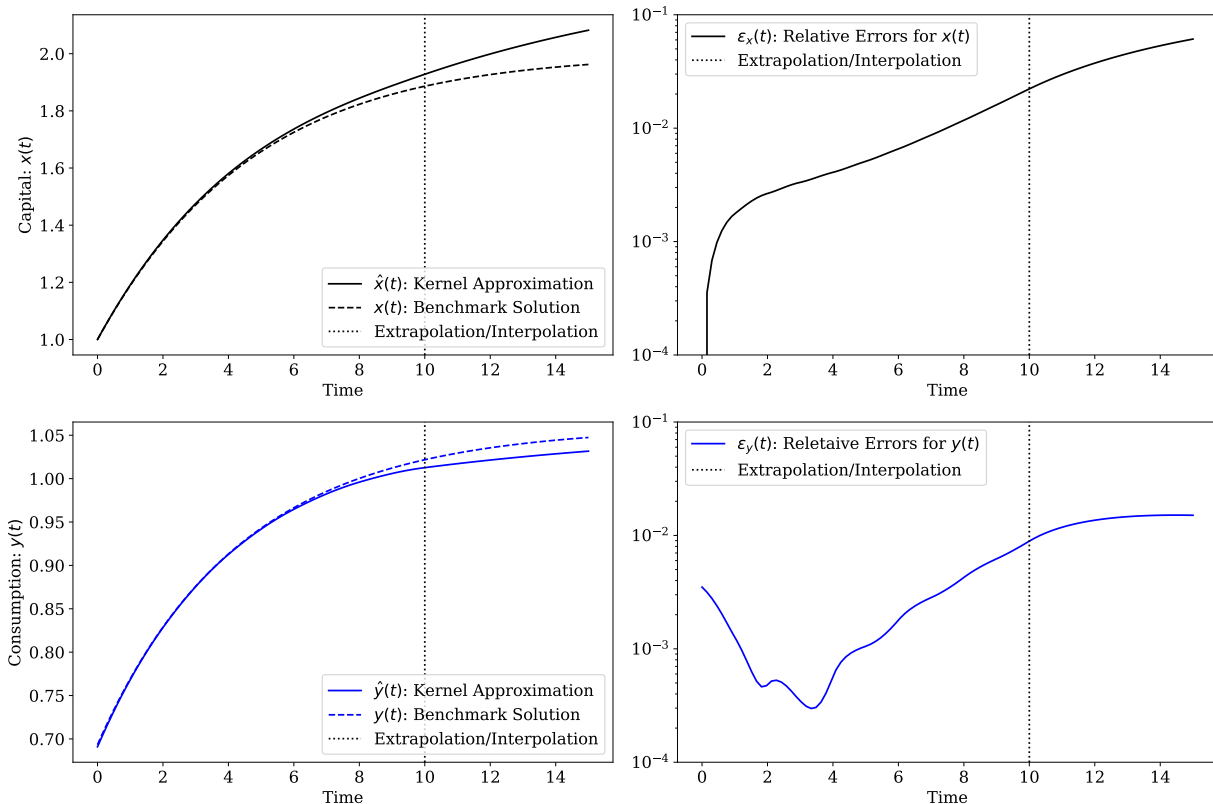 2.0
1.8
1.6
1.4
1.2
1.0
Capital: x(t)
x̂(t): Kernel Approximation
x(t): Benchmark Solution
Extrapolation/Interpolation
0 2 4 6 8 10 12 14
Time
10⁻¹
10⁻²
10⁻³
10⁻⁴
εₓ(t): Relative Errors for x(t)
Extrapolation/Interpolation
0 2 4 6 8 10 12 14
Time
1.05
1.00
0.95
0.90
0.85
0.80
0.75
0.70
Consumption: y(t)
ŷ(t): Kernel Approximation
y(t): Benchmark Solution
Extrapolation/Interpolation
0 2 4 6 8 10 12 14
Time
10⁻¹
10⁻²
10⁻³
10⁻⁴
ε_y(t): Reletaive Errors for y(t)
Extrapolation/Interpolation
0 2 4 6 8 10 12 14
Time